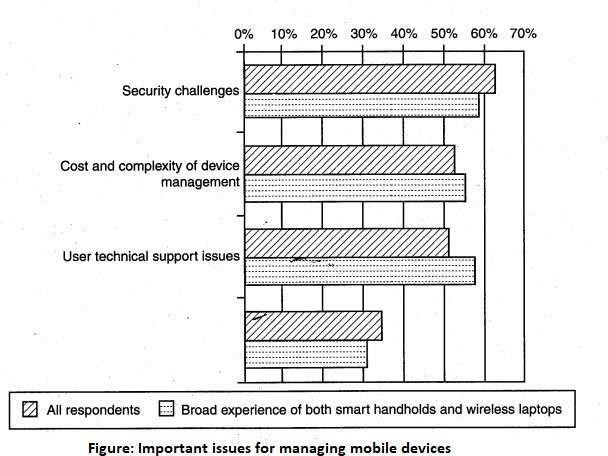 0% 10% 20% 30% 40% 50% 60% 70%
Security challenges
Cost and complexity of device
management
User technical support issues
All respondents
Broad experience of both smart handholds and wireless laptops
Figure: Important issues for managing mobile devices